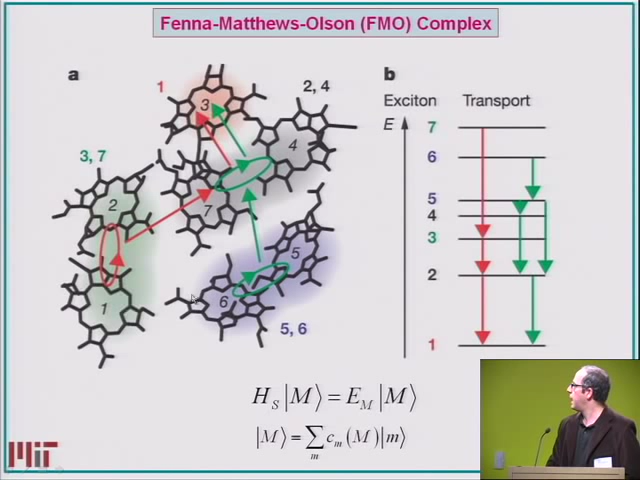 Fenna-Matthews-Olson (FMO) Complex
a
1
2, 4
3
4
3, 7
2
7
1
5
6
5, 6
b
Exciton Transport
E
7
6
5
4
3
2
1
H_S |M⟩ = E_M |M⟩
|M⟩ = ∑_m c_m(M)|m⟩
MIT